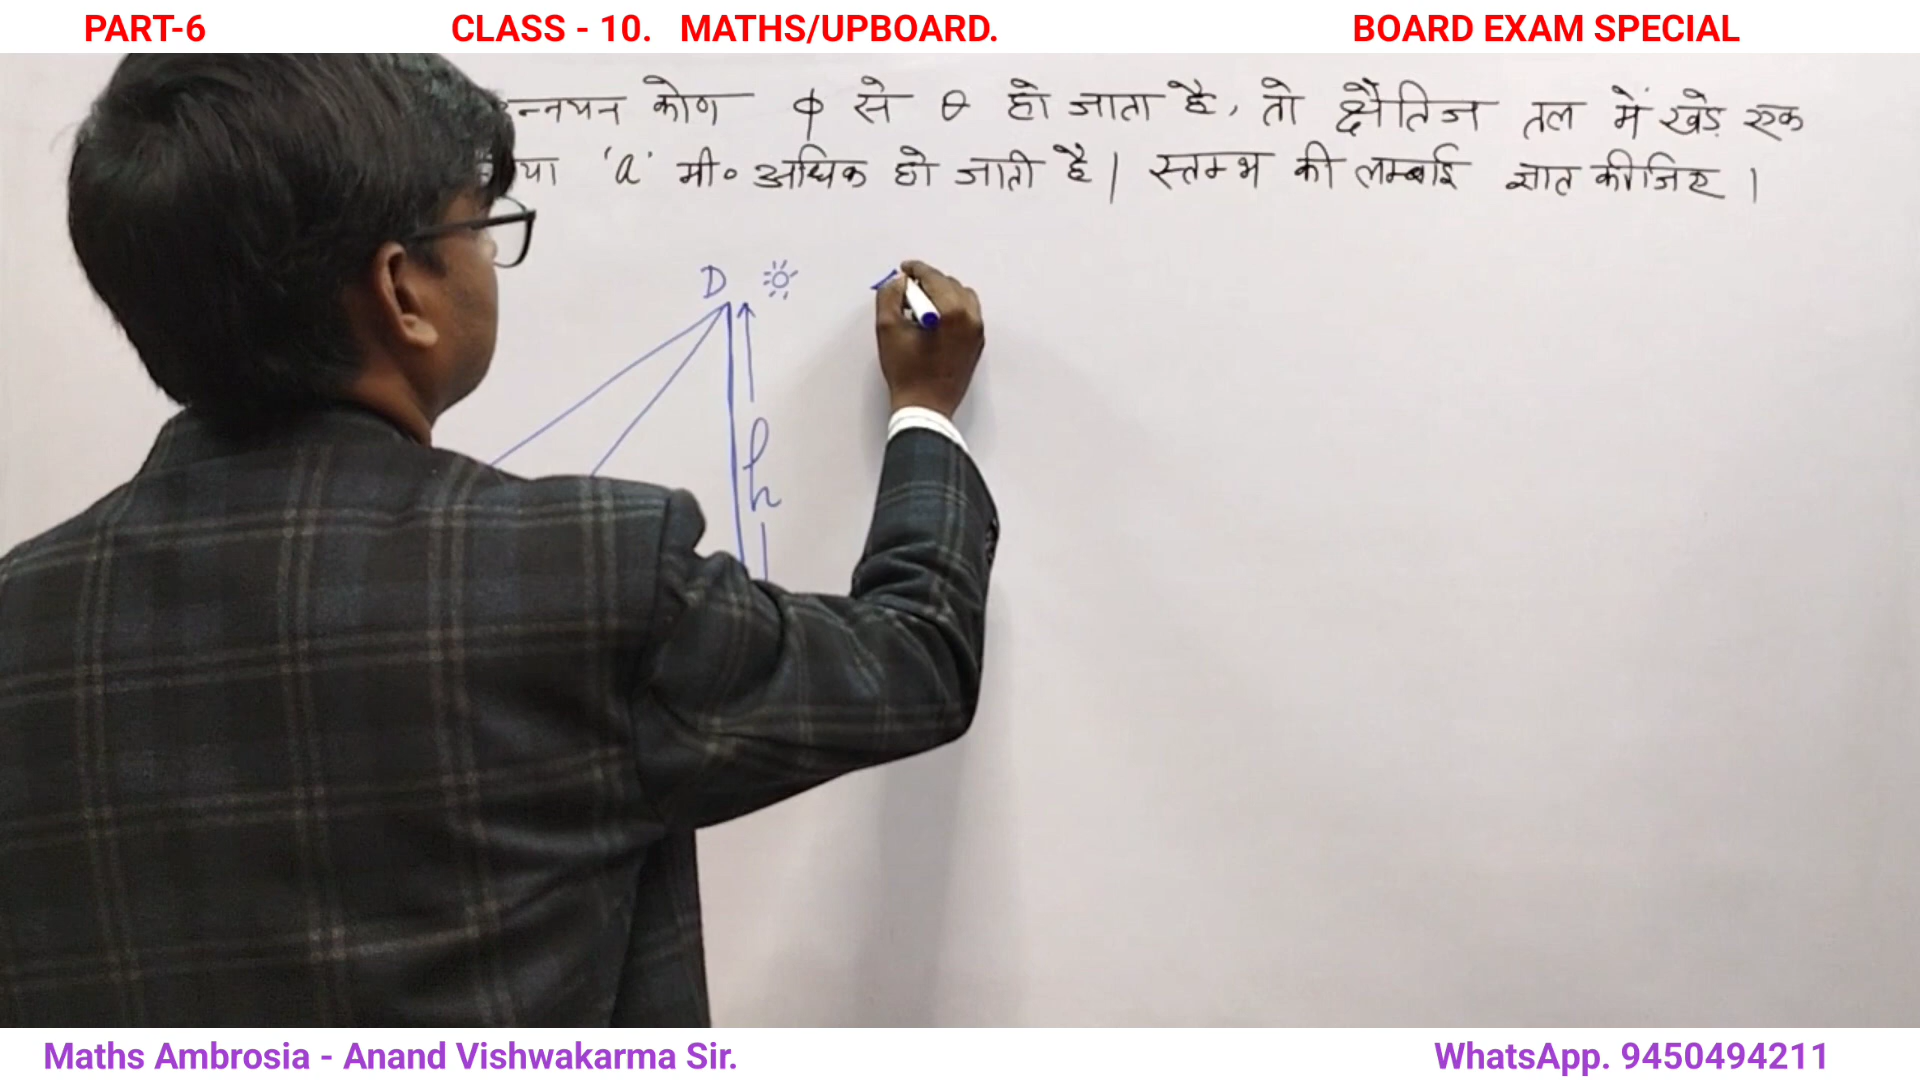 PART-6 CLASS - 10. MATHS/UPBOARD. BOARD EXAM SPECIAL
कोण ϕ से θ हो जाता है, तो क्षैतिज तल में खड़े एक
'a' मी० अधिक हो जाती है। स्तम्भ की लम्बाई ज्ञात कीजिए।
D
h
Maths Ambrosia - Anand Vishwakarma Sir. WhatsApp. 9450494211